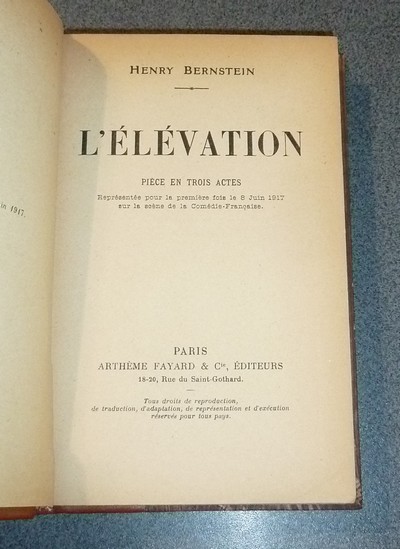 in 1917.
HENRY BERNSTEIN
L'ÉLÉVATION
PIÈCE EN TROIS ACTES
Représentée pour la première fois le 8 Juin 1917
sur la scène de la Comédie-Française.
PARIS
ARTHÈME FAYARD & Cie, ÉDITEURS
18-20, Rue du Saint-Gothard.
Tous droits de reproduction,
de traduction, d'adaptation, de représentation et d'exécution
réservés pour tous pays.